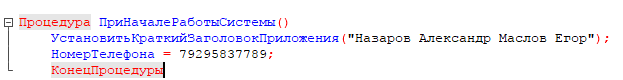 Процедура ПриНачалеРаботыСистемы()
УстановитьКраткийЗаголовокПриложения("Назаров Александр Маслов Егор");
НомерТелефона = 79295837789;
КонецПроцедуры